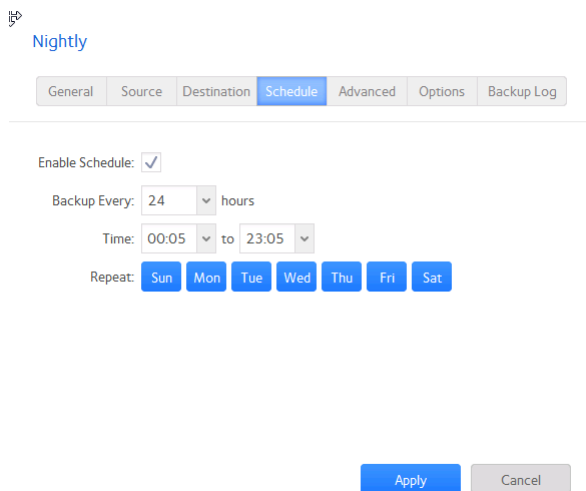 Nightly
General Source Destination Schedule Advanced Options Backup Log
Enable Schedule:
Backup Every: 24 hours
Time: 00:05 to 23:05
Repeat: Sun Mon Tue Wed Thu Fri Sat
Apply Cancel